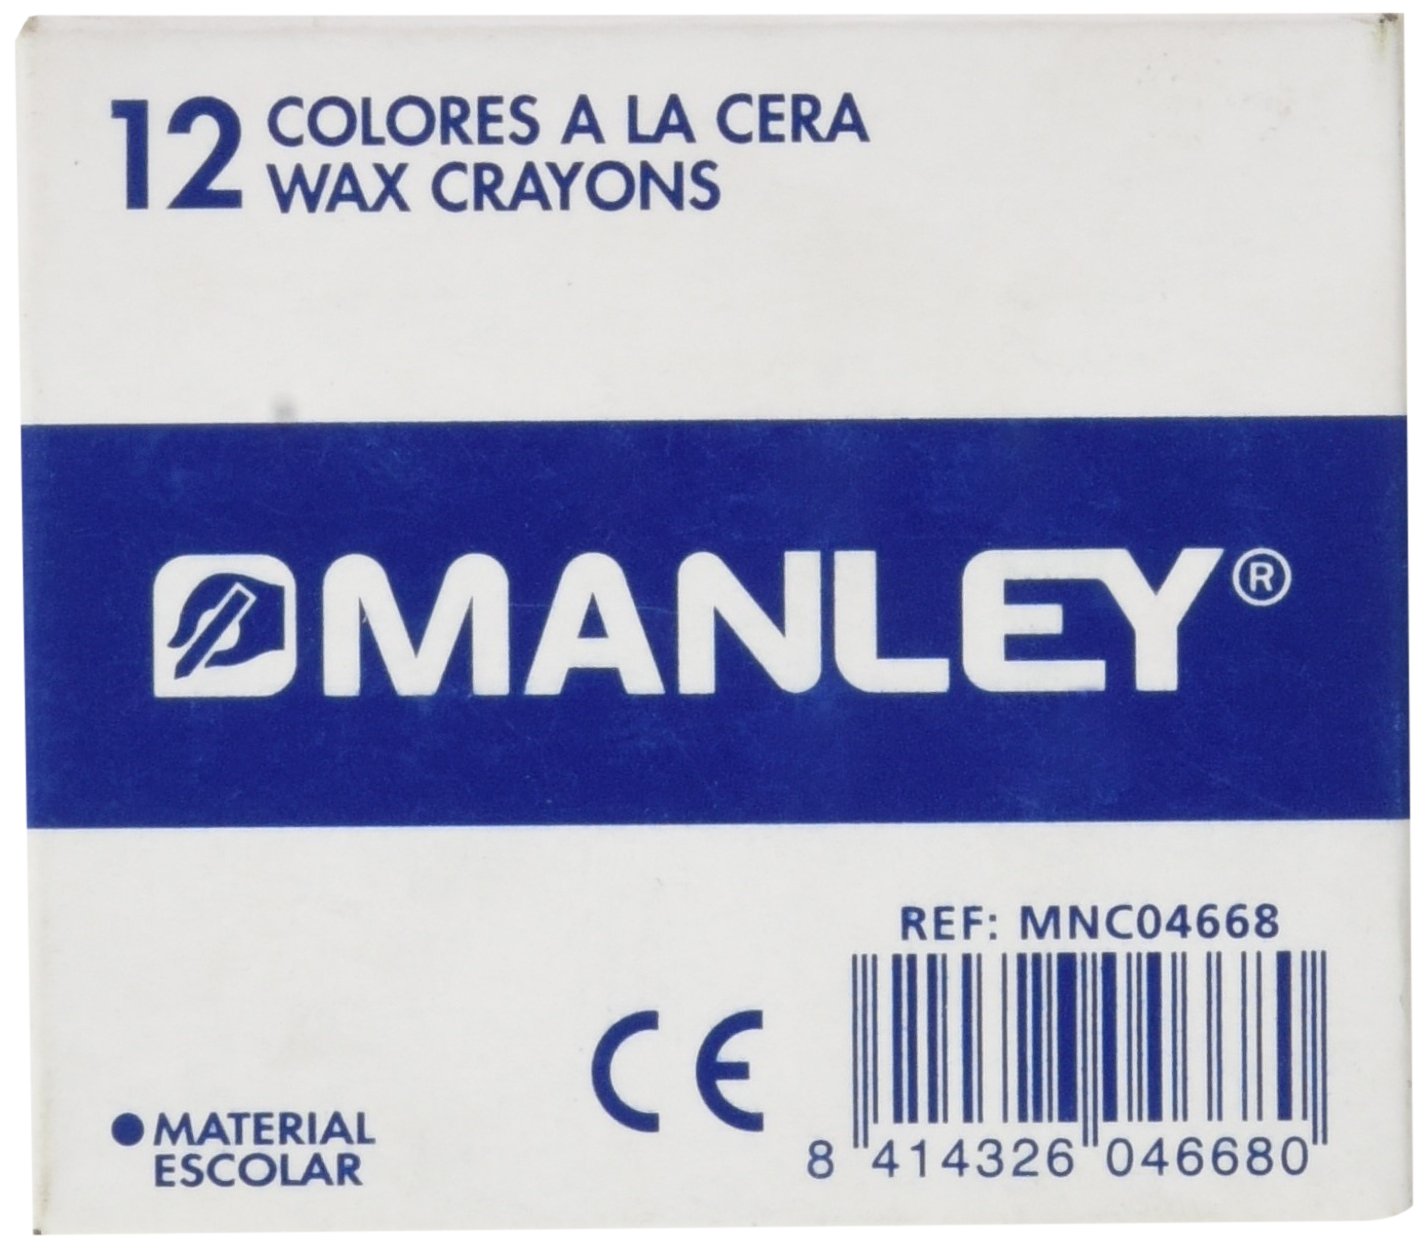 12 COLORES A LA CERA
WAX CRAYONS
MANLEY®
REF: MNC04668
CE
8 414326 046680
● MATERIAL
ESCOLAR